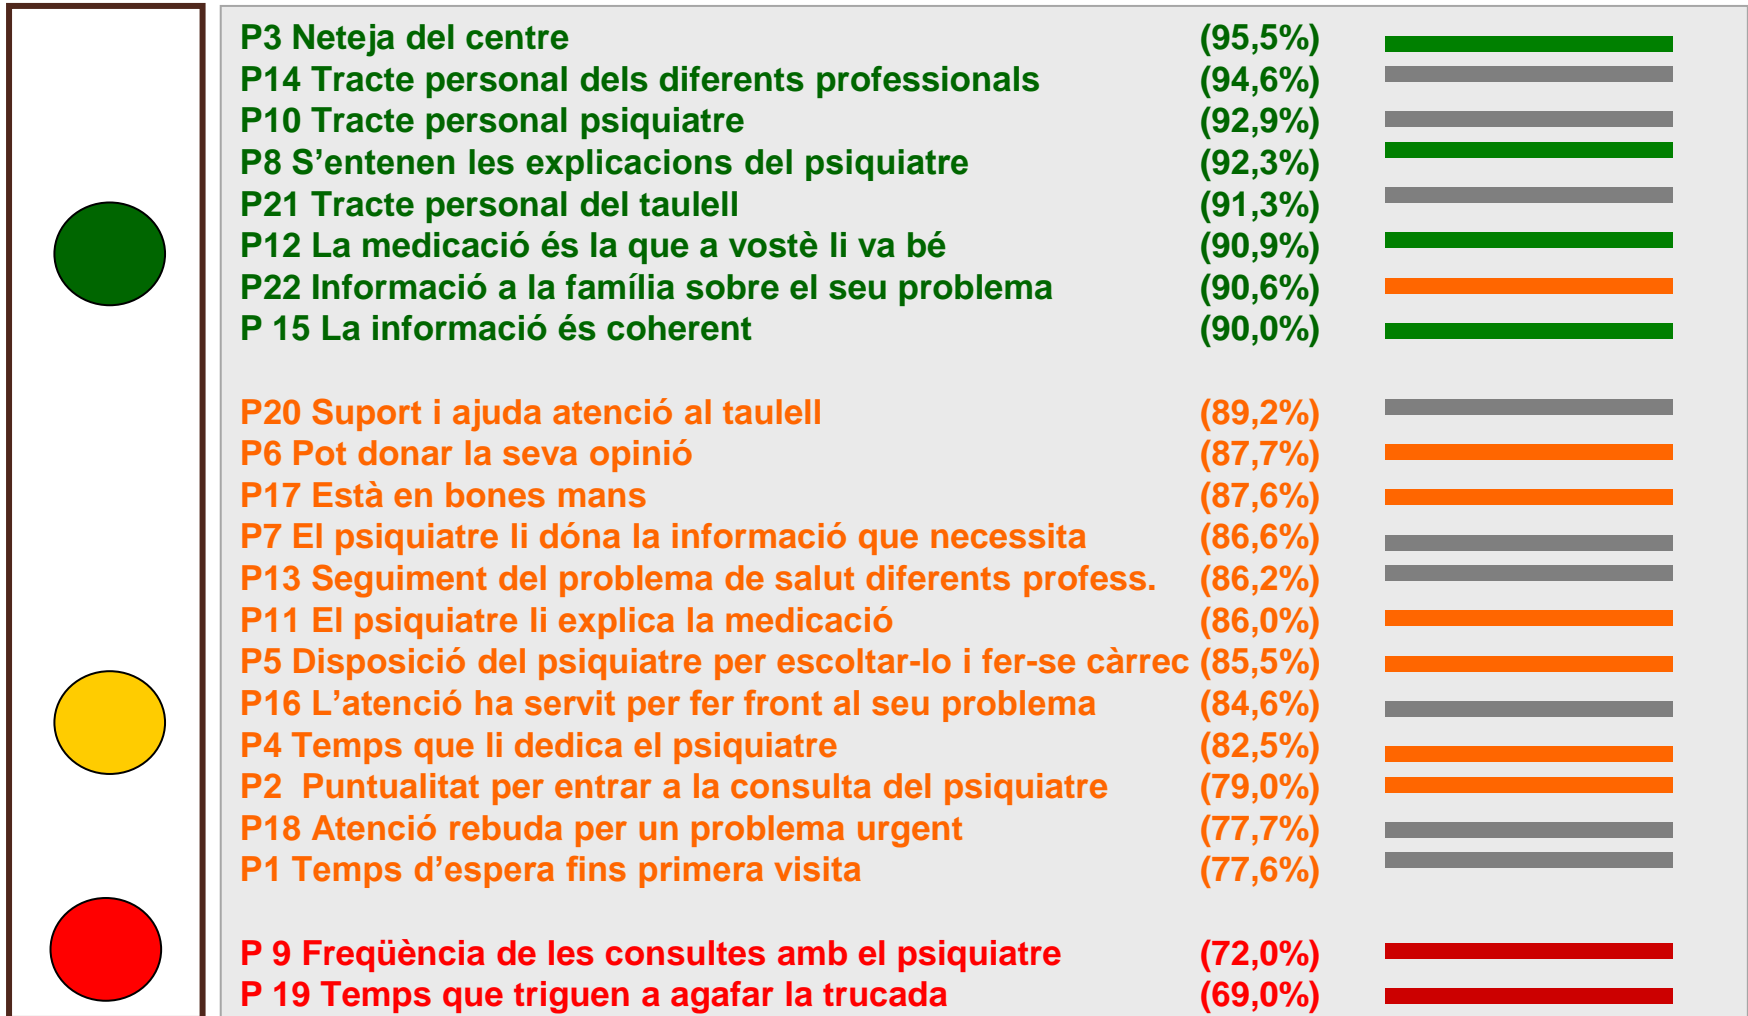 P3 Neteja del centre (95,5%)
P14 Tracte personal dels diferents professionals (94,6%)
P10 Tracte personal psiquiatre (92,9%)
P8 S’entenen les explicacions del psiquiatre (92,3%)
P21 Tracte personal del taulell (91,3%)
P12 La medicació és la que a vostè li va bé (90,9%)
P22 Informació a la família sobre el seu problema (90,6%)
P 15 La informació és coherent (90,0%)
P20 Suport i ajuda atenció al taulell (89,2%)
P6 Pot donar la seva opinió (87,7%)
P17 Està en bones mans (87,6%)
P7 El psiquiatre li dóna la informació que necessita (86,6%)
P13 Seguiment del problema de salut diferents profess. (86,2%)
P11 El psiquiatre li explica la medicació (86,0%)
P5 Disposició del psiquiatre per escoltar-lo i fer-se càrrec (85,5%)
P16 L’atenció ha servit per fer front al seu problema (84,6%)
P4 Temps que li dedica el psiquiatre (82,5%)
P2 Puntualitat per entrar a la consulta del psiquiatre (79,0%)
P18 Atenció rebuda per un problema urgent (77,7%)
P1 Temps d’espera fins primera visita (77,6%)
P 9 Freqüència de les consultes amb el psiquiatre (72,0%)
P 19 Temps que triguen a agafar la trucada (69,0%)